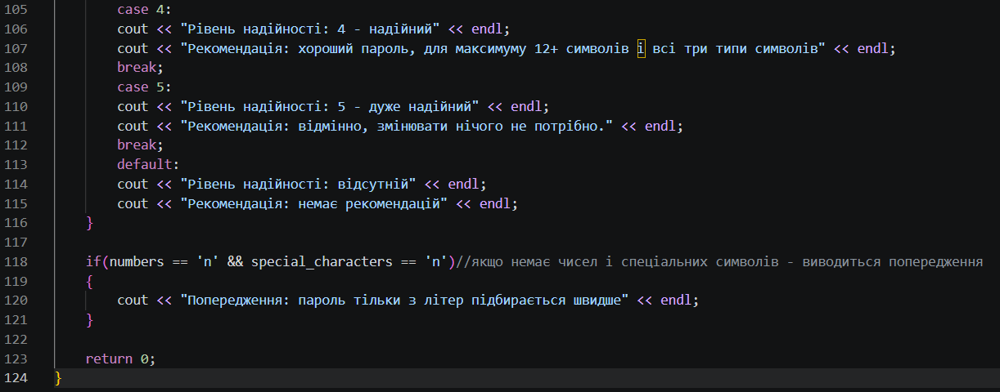 105 case 4:
106 cout << "Рівень надійності: 4 - надійний" << endl;
107 cout << "Рекомендація: хороший пароль, для максимуму 12+ символів і всі три типи символів" << endl;
108 break;
109 case 5:
110 cout << "Рівень надійності: 5 - дуже надійний" << endl;
111 cout << "Рекомендація: відмінно, змінювати нічого не потрібно." << endl;
112 break;
113 default:
114 cout << "Рівень надійності: відсутній" << endl;
115 cout << "Рекомендація: немає рекомендацій" << endl;
116 }
117
118 if(numbers == 'n' && special_characters == 'n')//якщо немає чисел і спеціальних символів - виводиться попередження
119 {
120 cout << "Попередження: пароль тільки з літер підбирається швидше" << endl;
121 }
122
123 return 0;
124 }